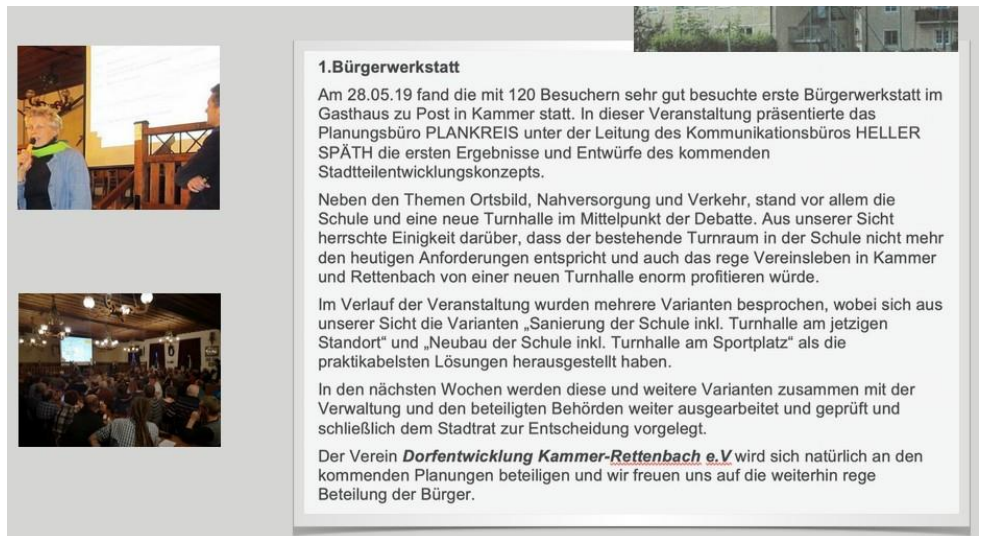 1.Bürgerwerkstatt
Am 28.05.19 fand die mit 120 Besuchern sehr gut besuchte erste Bürgerwerkstatt im
Gasthaus zu Post in Kammer statt. In dieser Veranstaltung präsentierte das
Planungsbüro PLANKREIS unter der Leitung des Kommunikationsbüros HELLER
SPÄTH die ersten Ergebnisse und Entwürfe des kommenden
Stadtteilentwicklungskonzepts.
Neben den Themen Ortsbild, Nahversorgung und Verkehr, stand vor allem die
Schule und eine neue Turnhalle im Mittelpunkt der Debatte. Aus unserer Sicht
herrschte Einigkeit darüber, dass der bestehende Turnraum in der Schule nicht mehr
den heutigen Anforderungen entspricht und auch das rege Vereinsleben in Kammer
und Rettenbach von einer neuen Turnhalle enorm profitieren würde.
Im Verlauf der Veranstaltung wurden mehrere Varianten besprochen, wobei sich aus
unserer Sicht die Varianten „Sanierung der Schule inkl. Turnhalle am jetzigen
Standort“ und „Neubau der Schule inkl. Turnhalle am Sportplatz“ als die
praktikabelsten Lösungen herausgestellt haben.
In den nächsten Wochen werden diese und weitere Varianten zusammen mit der
Verwaltung und den beteiligten Behörden weiter ausgearbeitet und geprüft und
schließlich dem Stadtrat zur Entscheidung vorgelegt.
Der Verein Dorfentwicklung Kammer-Rettenbach e.V wird sich natürlich an den
kommenden Planungen beteiligen und wir freuen uns auf die weiterhin rege
Beteilung der Bürger.